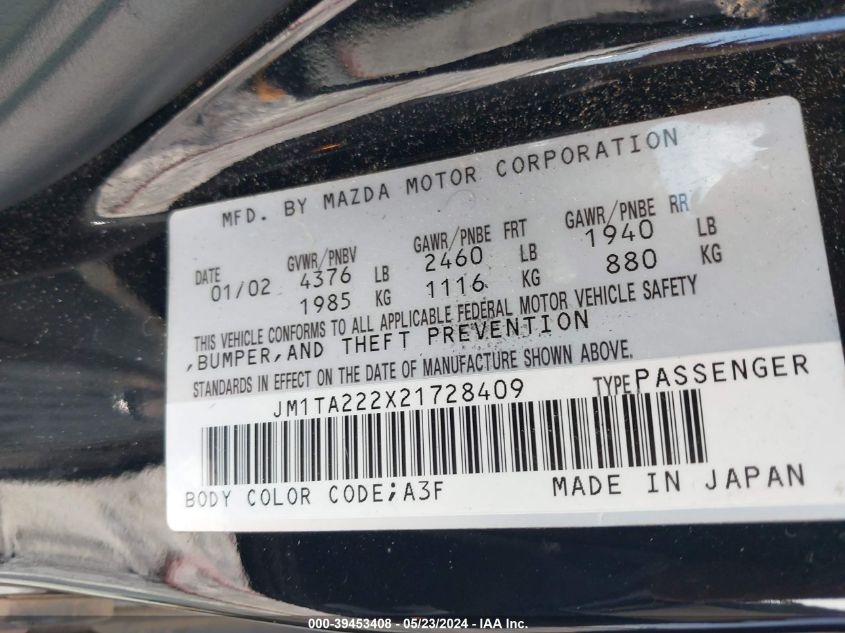 MFD. BY MAZDA MOTOR CORPORATION
DATE GVWR/PNBV GAWR/PNBE FRT GAWR/PNBE RR
01/02 4376 LB 2460 LB 1940 LB
1985 KG 1116 KG 880 KG
THIS VEHICLE CONFORMS TO ALL APPLICABLE FEDERAL MOTOR VEHICLE SAFETY
,BUMPER,AND THEFT PREVENTION
STANDARDS IN EFFECT ON THE DATE OF MANUFACTURE SHOWN ABOVE.
JM1TA222X21728409 TYPE PASSENGER
BODY COLOR CODE;A3F MADE IN JAPAN
000-39453408 - 05/23/2024 - IAA Inc.